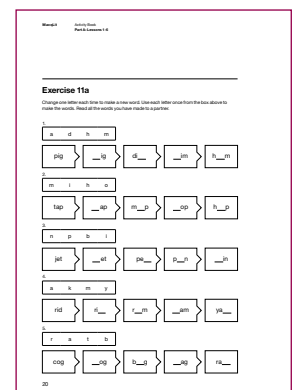 MacqLit
Activity Book
Part B: Lessons 1-6
Exercise 11a
Change one letter each time to make a new word. Use each letter once from the box above to
make the words. Read all the words you have made to a partner.
1.
a d h m
pig __ig di__ __im h__m
2.
m i h o
tap __ap m__p __op h__p
3.
n p b i
jet __et pe__ p__n __in
4.
a k m y
rid ri__ r__m __am ya__
5.
r a t b
cog __og b__g __ag ra__
20